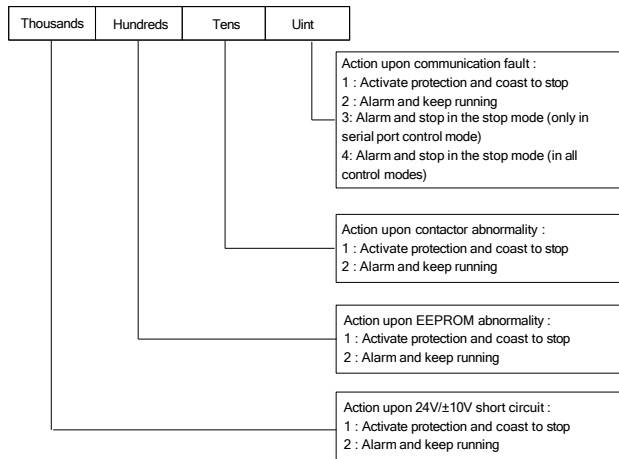 Thousands Hundreds Tens Uint
Action upon communication fault :
1 : Activate protection and coast to stop
2 : Alarm and keep running
3: Alarm and stop in the stop mode (only in
serial port control mode)
4: Alarm and stop in the stop mode (in all
control modes)
Action upon contactor abnormality :
1 : Activate protection and coast to stop
2 : Alarm and keep running
Action upon EEPROM abnormality :
1 : Activate protection and coast to stop
2 : Alarm and keep running
Action upon 24V/±10V short circuit :
1 : Activate protection and coast to stop
2 : Alarm and keep running